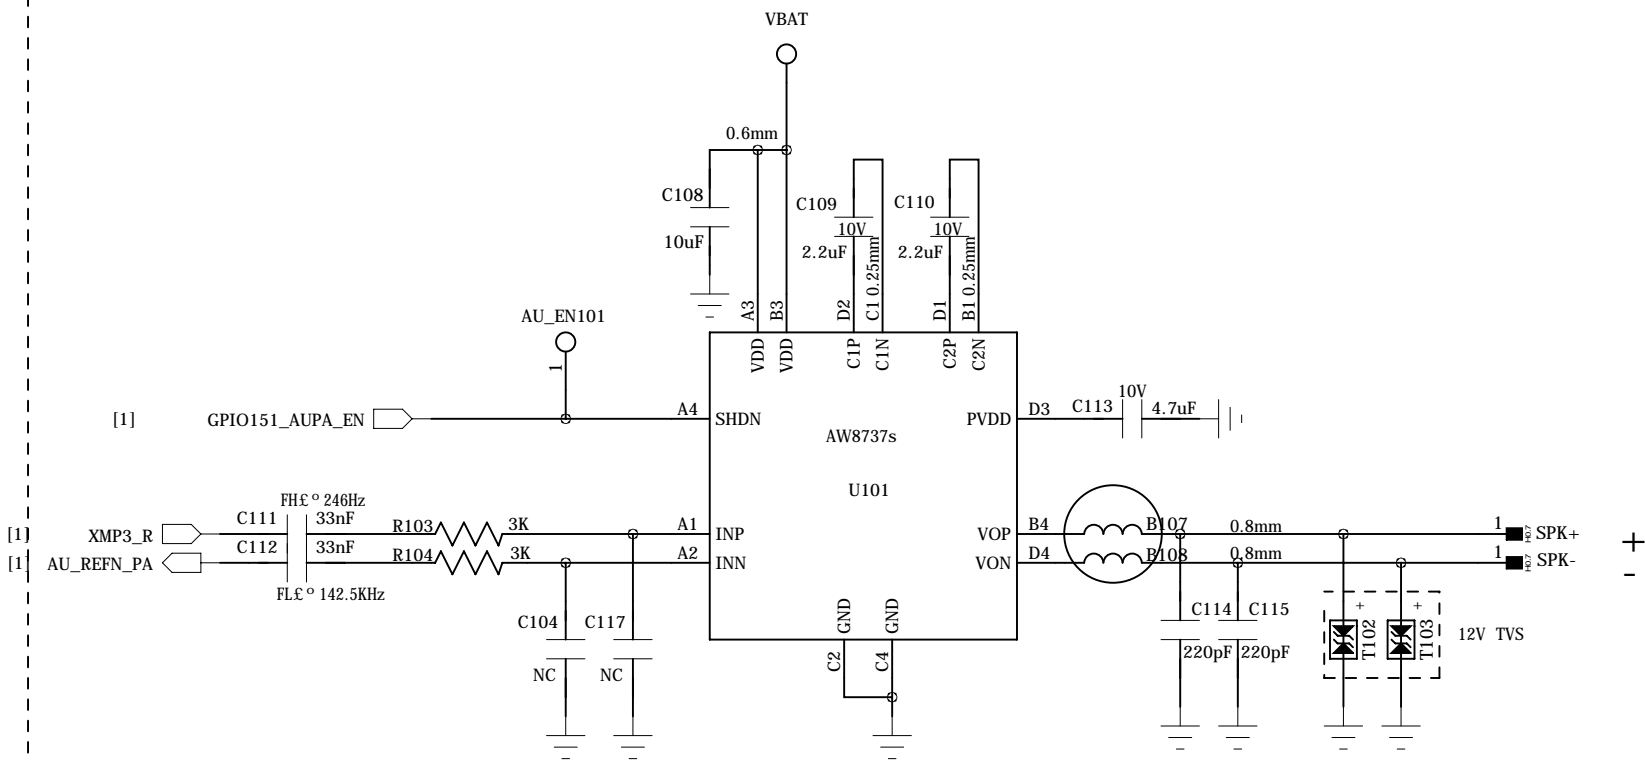 VBAT
0.6mm
C108
10uF
C109
10V
2.2uF
C110
10V
2.2uF
0.25mm
0.25mm
A3
B3
D2
C1
D1
B1
AU_EN101
1
VDD
VDD
C1P
C1N
C2P
C2N
[1]
GPIO151_AUPA_EN
A4
SHDN
PVDD
D3
C113
10V
4.7uF
AW8737s
U101
FH£º246Hz
C111
33nF
R103
3K
A1
INP
[1]
XMP3_R
C112
33nF
R104
3K
A2
INN
[1]
AU_REFN_PA
FL£º142.5KHz
VOP
B4
B107
0.8mm
1
H0.7
SPK+
+
VON
D4
B108
0.8mm
1
H0.7
SPK-
-
C104
NC
C117
NC
GND
GND
C2
C4
C114
220pF
C115
220pF
+
T102
+
T103
12V TVS